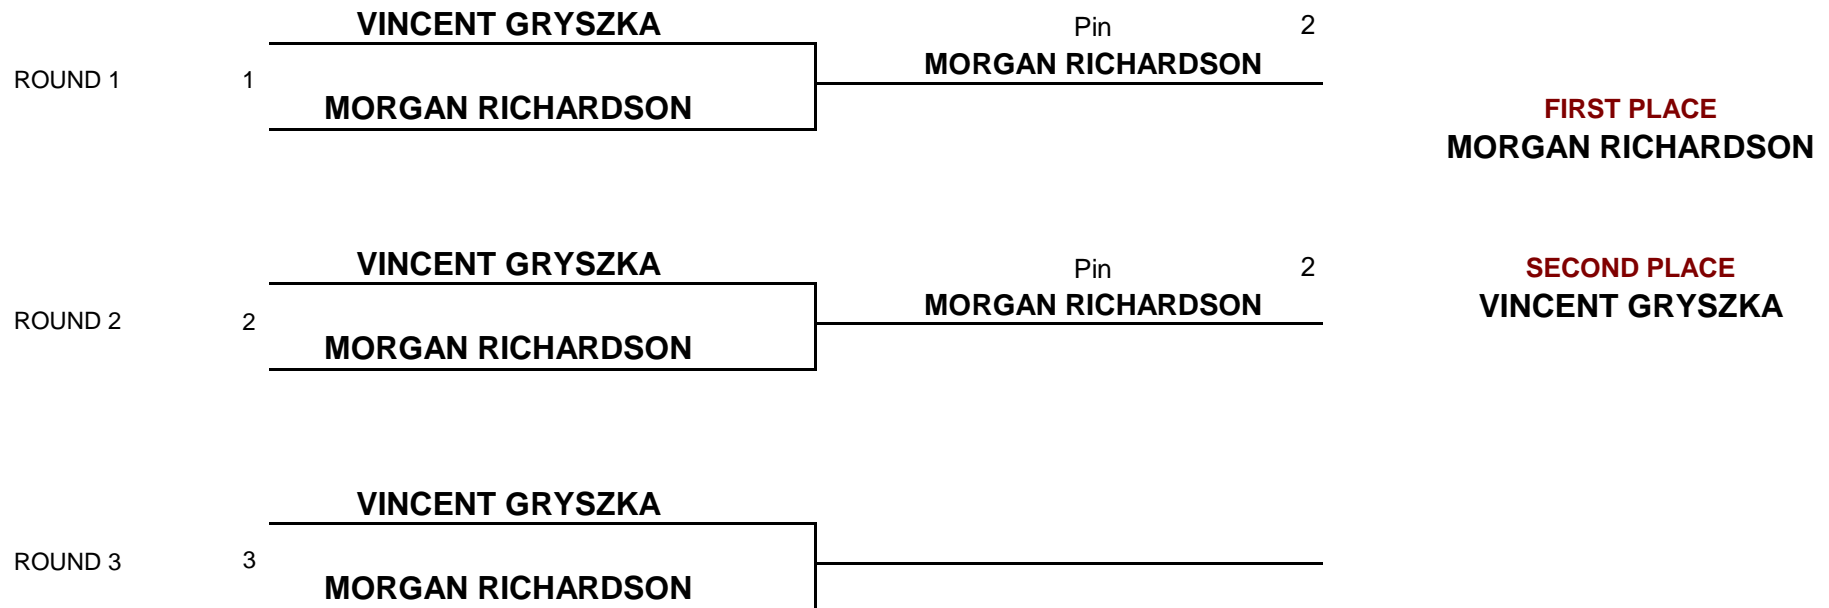 VINCENT GRYSZKA
Pin 2
MORGAN RICHARDSON
ROUND 1 1
MORGAN RICHARDSON
FIRST PLACE
MORGAN RICHARDSON
VINCENT GRYSZKA
Pin 2
SECOND PLACE
MORGAN RICHARDSON
VINCENT GRYSZKA
ROUND 2 2
MORGAN RICHARDSON
VINCENT GRYSZKA
ROUND 3 3
MORGAN RICHARDSON